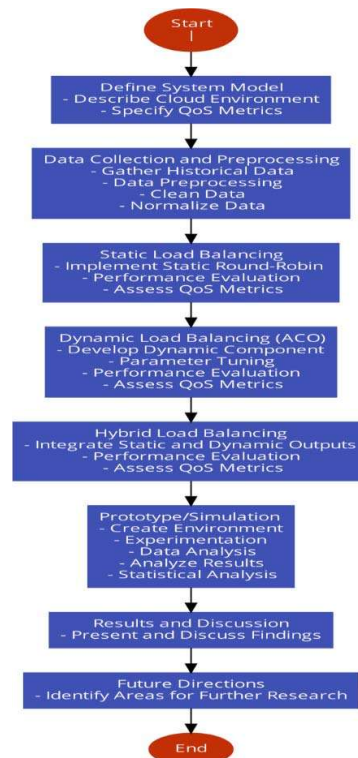 Start
|
Define System Model
- Describe Cloud Environment
- Specify QoS Metrics
Data Collection and Preprocessing
- Gather Historical Data
- Data Preprocessing
- Clean Data
- Normalize Data
Static Load Balancing
- Implement Static Round-Robin
- Performance Evaluation
- Assess QoS Metrics
Dynamic Load Balancing (ACO)
- Develop Dynamic Component
- Parameter Tuning
- Performance Evaluation
- Assess QoS Metrics
Hybrid Load Balancing
- Integrate Static and Dynamic Outputs
- Performance Evaluation
- Assess QoS Metrics
Prototype/Simulation
- Create Environment
- Experimentation
- Data Analysis
- Analyze Results
- Statistical Analysis
Results and Discussion
- Present and Discuss Findings
Future Directions
- Identify Areas for Further Research
End